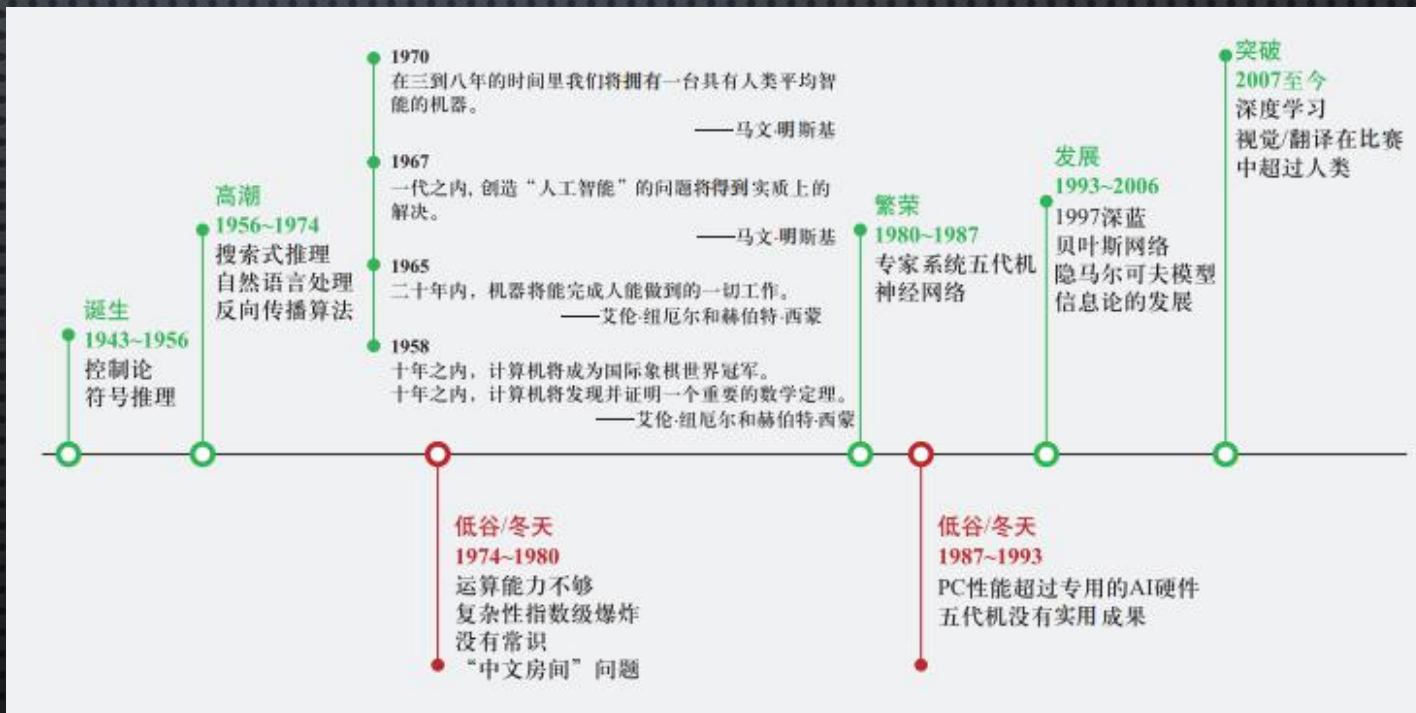 诞生
1943~1956
控制论
符号推理
高潮
1956~1974
搜索式推理
自然语言处理
反向传播算法
1970
在三到八年的时间里我们将拥有一台具有人类平均智
能的机器。
——马文·明斯基
1967
一代之内, 创造“人工智能”的问题将得到实质上的
解决。
——马文·明斯基
1965
二十年内，机器将能完成人能做到的一切工作。
——艾伦·纽厄尔和赫伯特·西蒙
1958
十年之内，计算机将成为国际象棋世界冠军。
十年之内，计算机将发现并证明一个重要的数学定理。
——艾伦·纽厄尔和赫伯特·西蒙
低谷/冬天
1974~1980
运算能力不够
复杂性指数级爆炸
没有常识
“中文房间”问题
繁荣
1980~1987
专家系统五代机
神经网络
低谷/冬天
1987~1993
PC性能超过专用的AI硬件
五代机没有实用成果
发展
1993~2006
1997深蓝
贝叶斯网络
隐马尔可夫模型
信息论的发展
突破
2007至今
深度学习
视觉/翻译在比赛
中超过人类